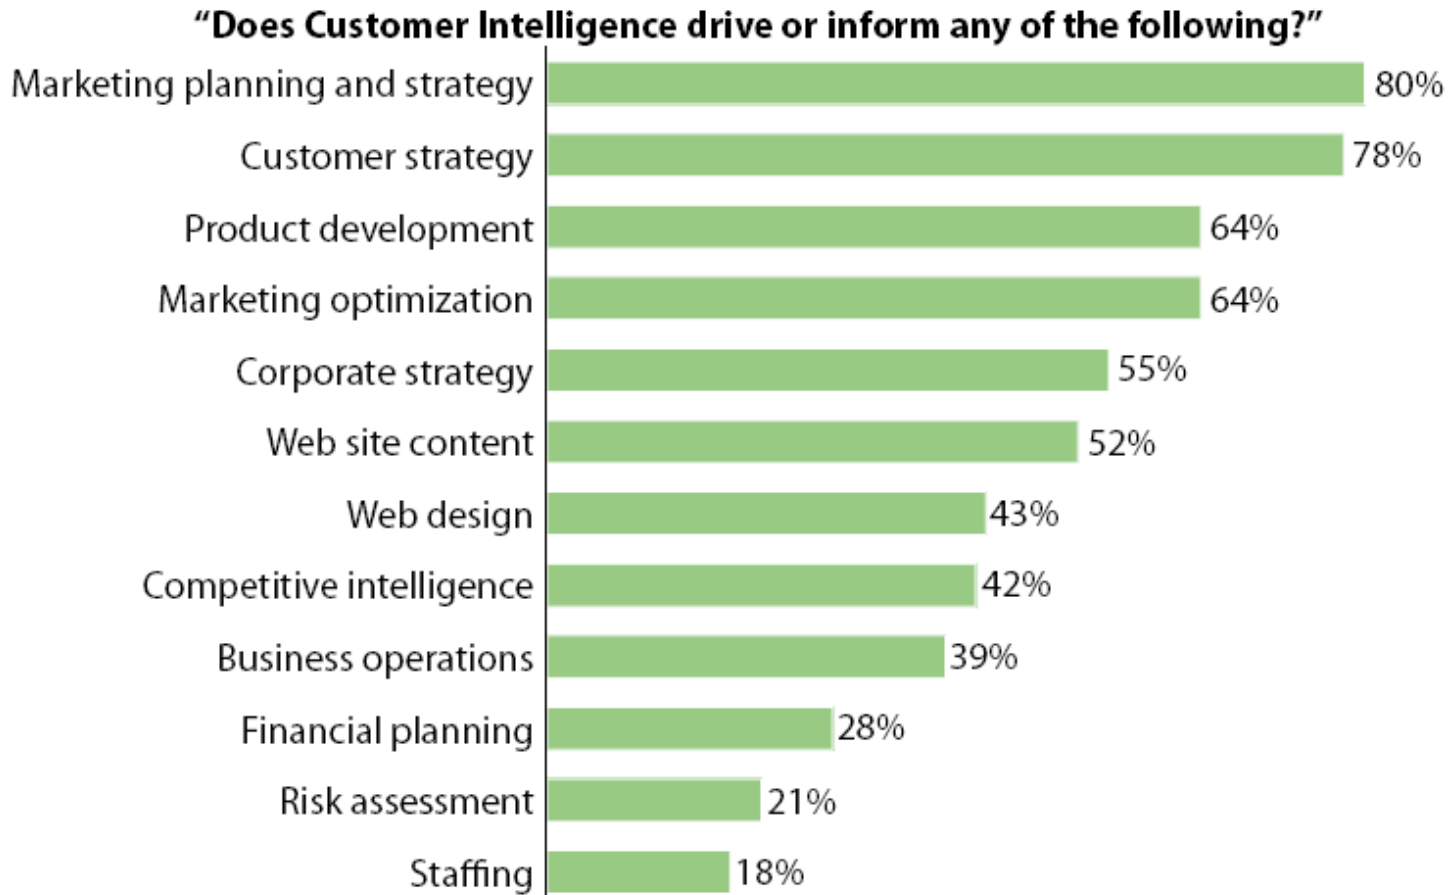 “Does Customer Intelligence drive or inform any of the following?”
Marketing planning and strategy 80%
Customer strategy 78%
Product development 64%
Marketing optimization 64%
Corporate strategy 55%
Web site content 52%
Web design 43%
Competitive intelligence 42%
Business operations 39%
Financial planning 28%
Risk assessment 21%
Staffing 18%